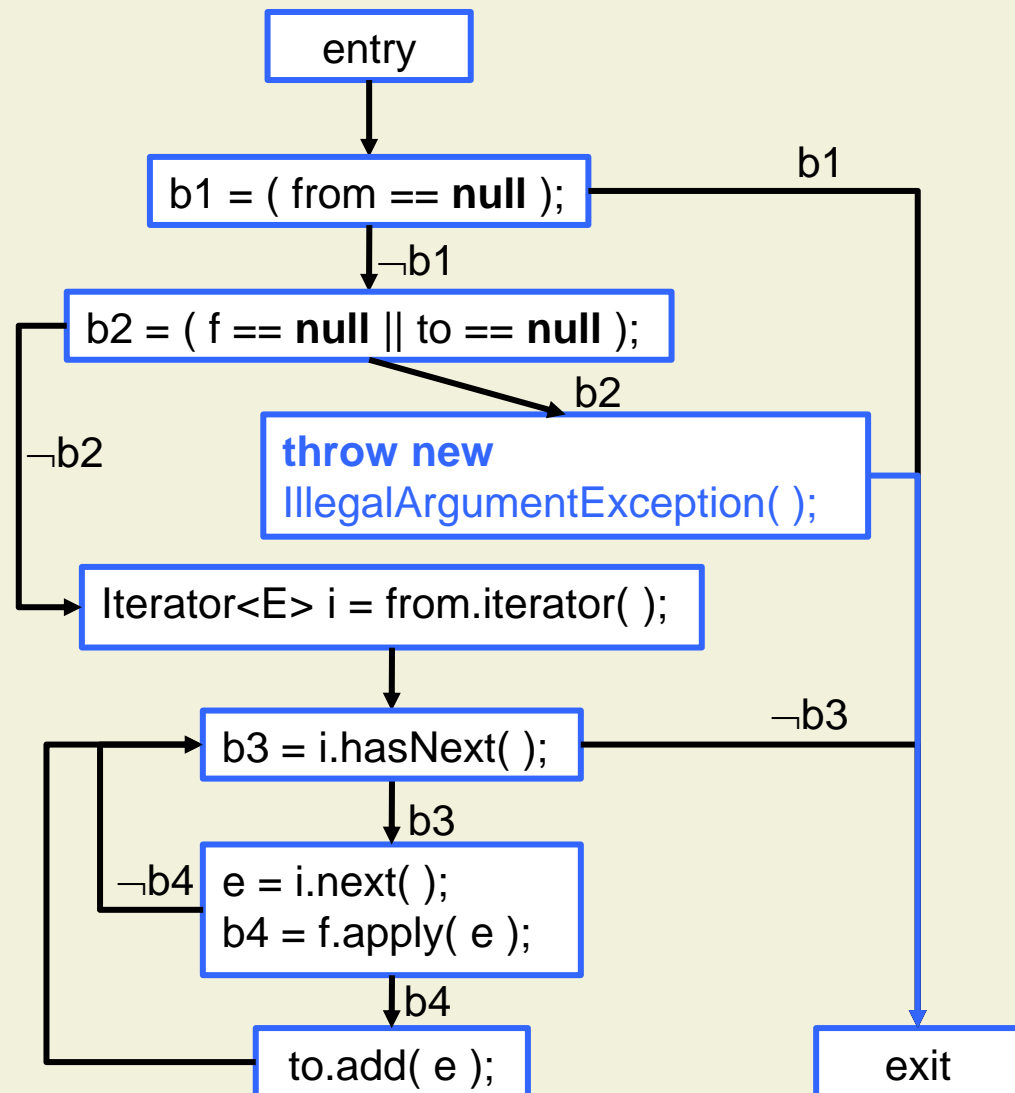 entry
b1
b1 = ( from == null );
¬b1
b2 = ( f == null || to == null );
b2
¬b2
throw new
IllegalArgumentException( );
Iterator<E> i = from.iterator( );
¬b3
b3 = i.hasNext( );
b3
¬b4
e = i.next( );
b4 = f.apply( e );
b4
to.add( e );
exit